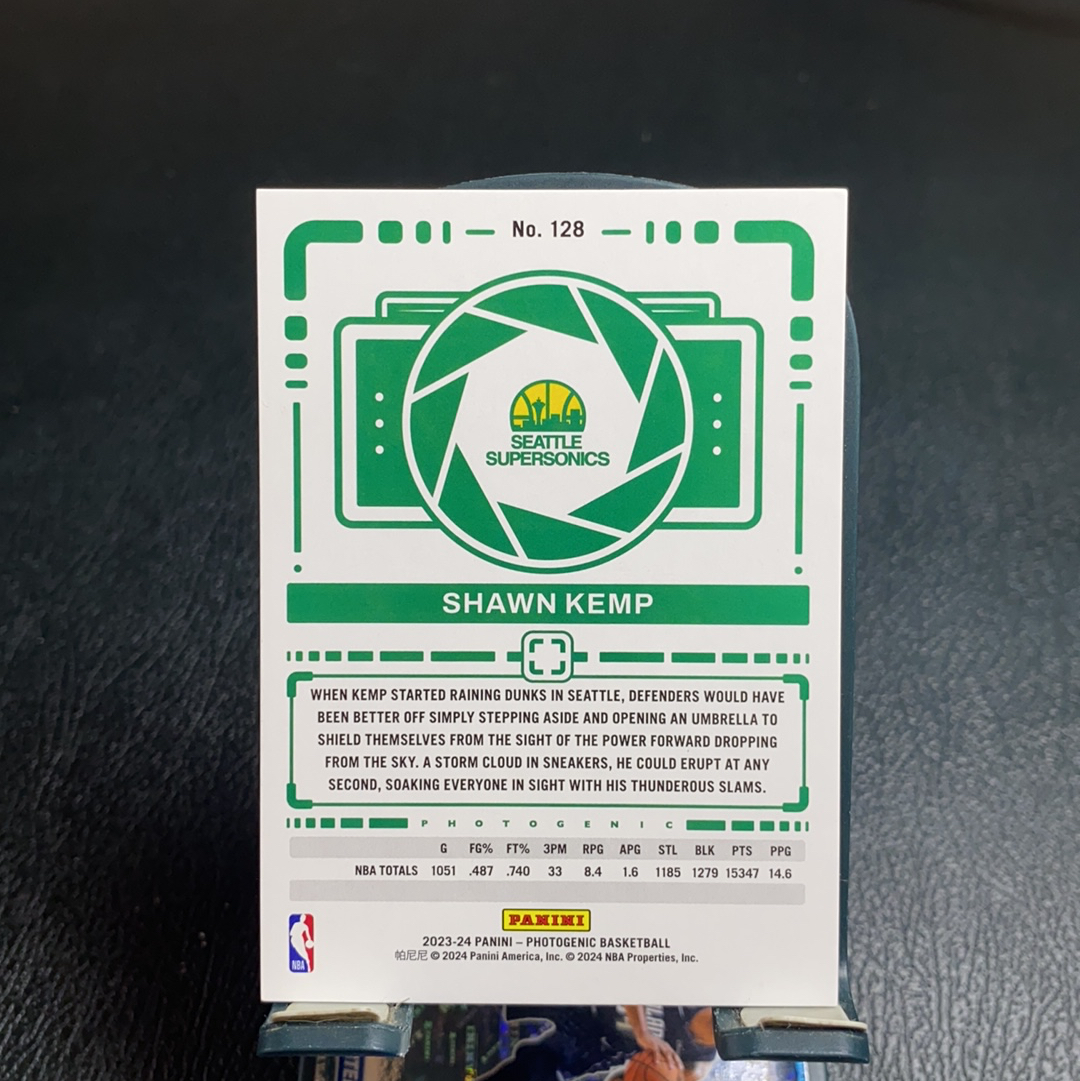 No. 128
SEATTLE
SUPERSONICS
SHAWN KEMP
WHEN KEMP STARTED RAINING DUNKS IN SEATTLE, DEFENDERS WOULD HAVE
BEEN BETTER OFF SIMPLY STEPPING ASIDE AND OPENING AN UMBRELLA TO
SHIELD THEMSELVES FROM THE SIGHT OF THE POWER FORWARD DROPPING
FROM THE SKY. A STORM CLOUD IN SNEAKERS, HE COULD ERUPT AT ANY
SECOND, SOAKING EVERYONE IN SIGHT WITH HIS THUNDEROUS SLAMS.
PHOTOGENIC
G FG% FT% 3PM RPG APG STL BLK PTS PPG
NBA TOTALS 1051 .487 .740 33 8.4 1.6 1185 1279 15347 14.6
PANINI
NBA
2023-24 PANINI – PHOTOGENIC BASKETBALL
帕尼尼 © 2024 Panini America, Inc. © 2024 NBA Properties, Inc.